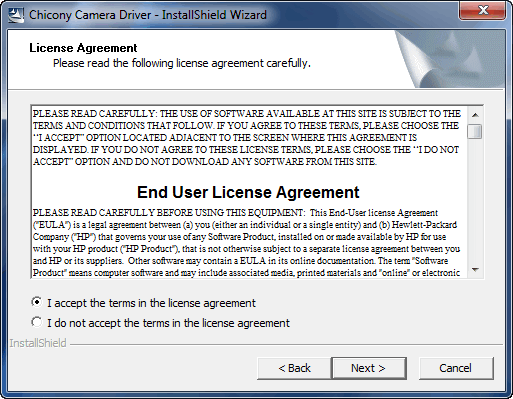 Chicony Camera Driver - InstallShield Wizard
License Agreement
Please read the following license agreement carefully.
PLEASE READ CAREFULLY: THE USE OF SOFTWARE AVAILABLE AT THIS SITE IS SUBJECT TO THE
TERMS AND CONDITIONS THAT FOLLOW. IF YOU AGREE TO THESE TERMS, PLEASE CHOOSE THE
“I ACCEPT” OPTION LOCATED ADJACENT TO THE SCREEN WHERE THIS AGREEMENT IS
DISPLAYED. IF YOU DO NOT AGREE TO THESE LICENSE TERMS, PLEASE CHOOSE THE “I DO NOT
ACCEPT” OPTION AND DO NOT DOWNLOAD ANY SOFTWARE FROM THIS SITE.
End User License Agreement
PLEASE READ CAREFULLY BEFORE USING THIS EQUIPMENT: This End-User license Agreement
("EULA") is a legal agreement between (a) you (either an individual or a single entity) and (b) Hewlett-Packard
Company ("HP") that governs your use of any Software Product, installed on or made available by HP for use
with your HP product ("HP Product"), that is not otherwise subject to a separate license agreement between you
and HP or its suppliers. Other software may contain a EULA in its online documentation. The term "Software
Product" means computer software and may include associated media, printed materials and "online" or electronic
I accept the terms in the license agreement
I do not accept the terms in the license agreement
InstallShield
< Back
Next >
Cancel